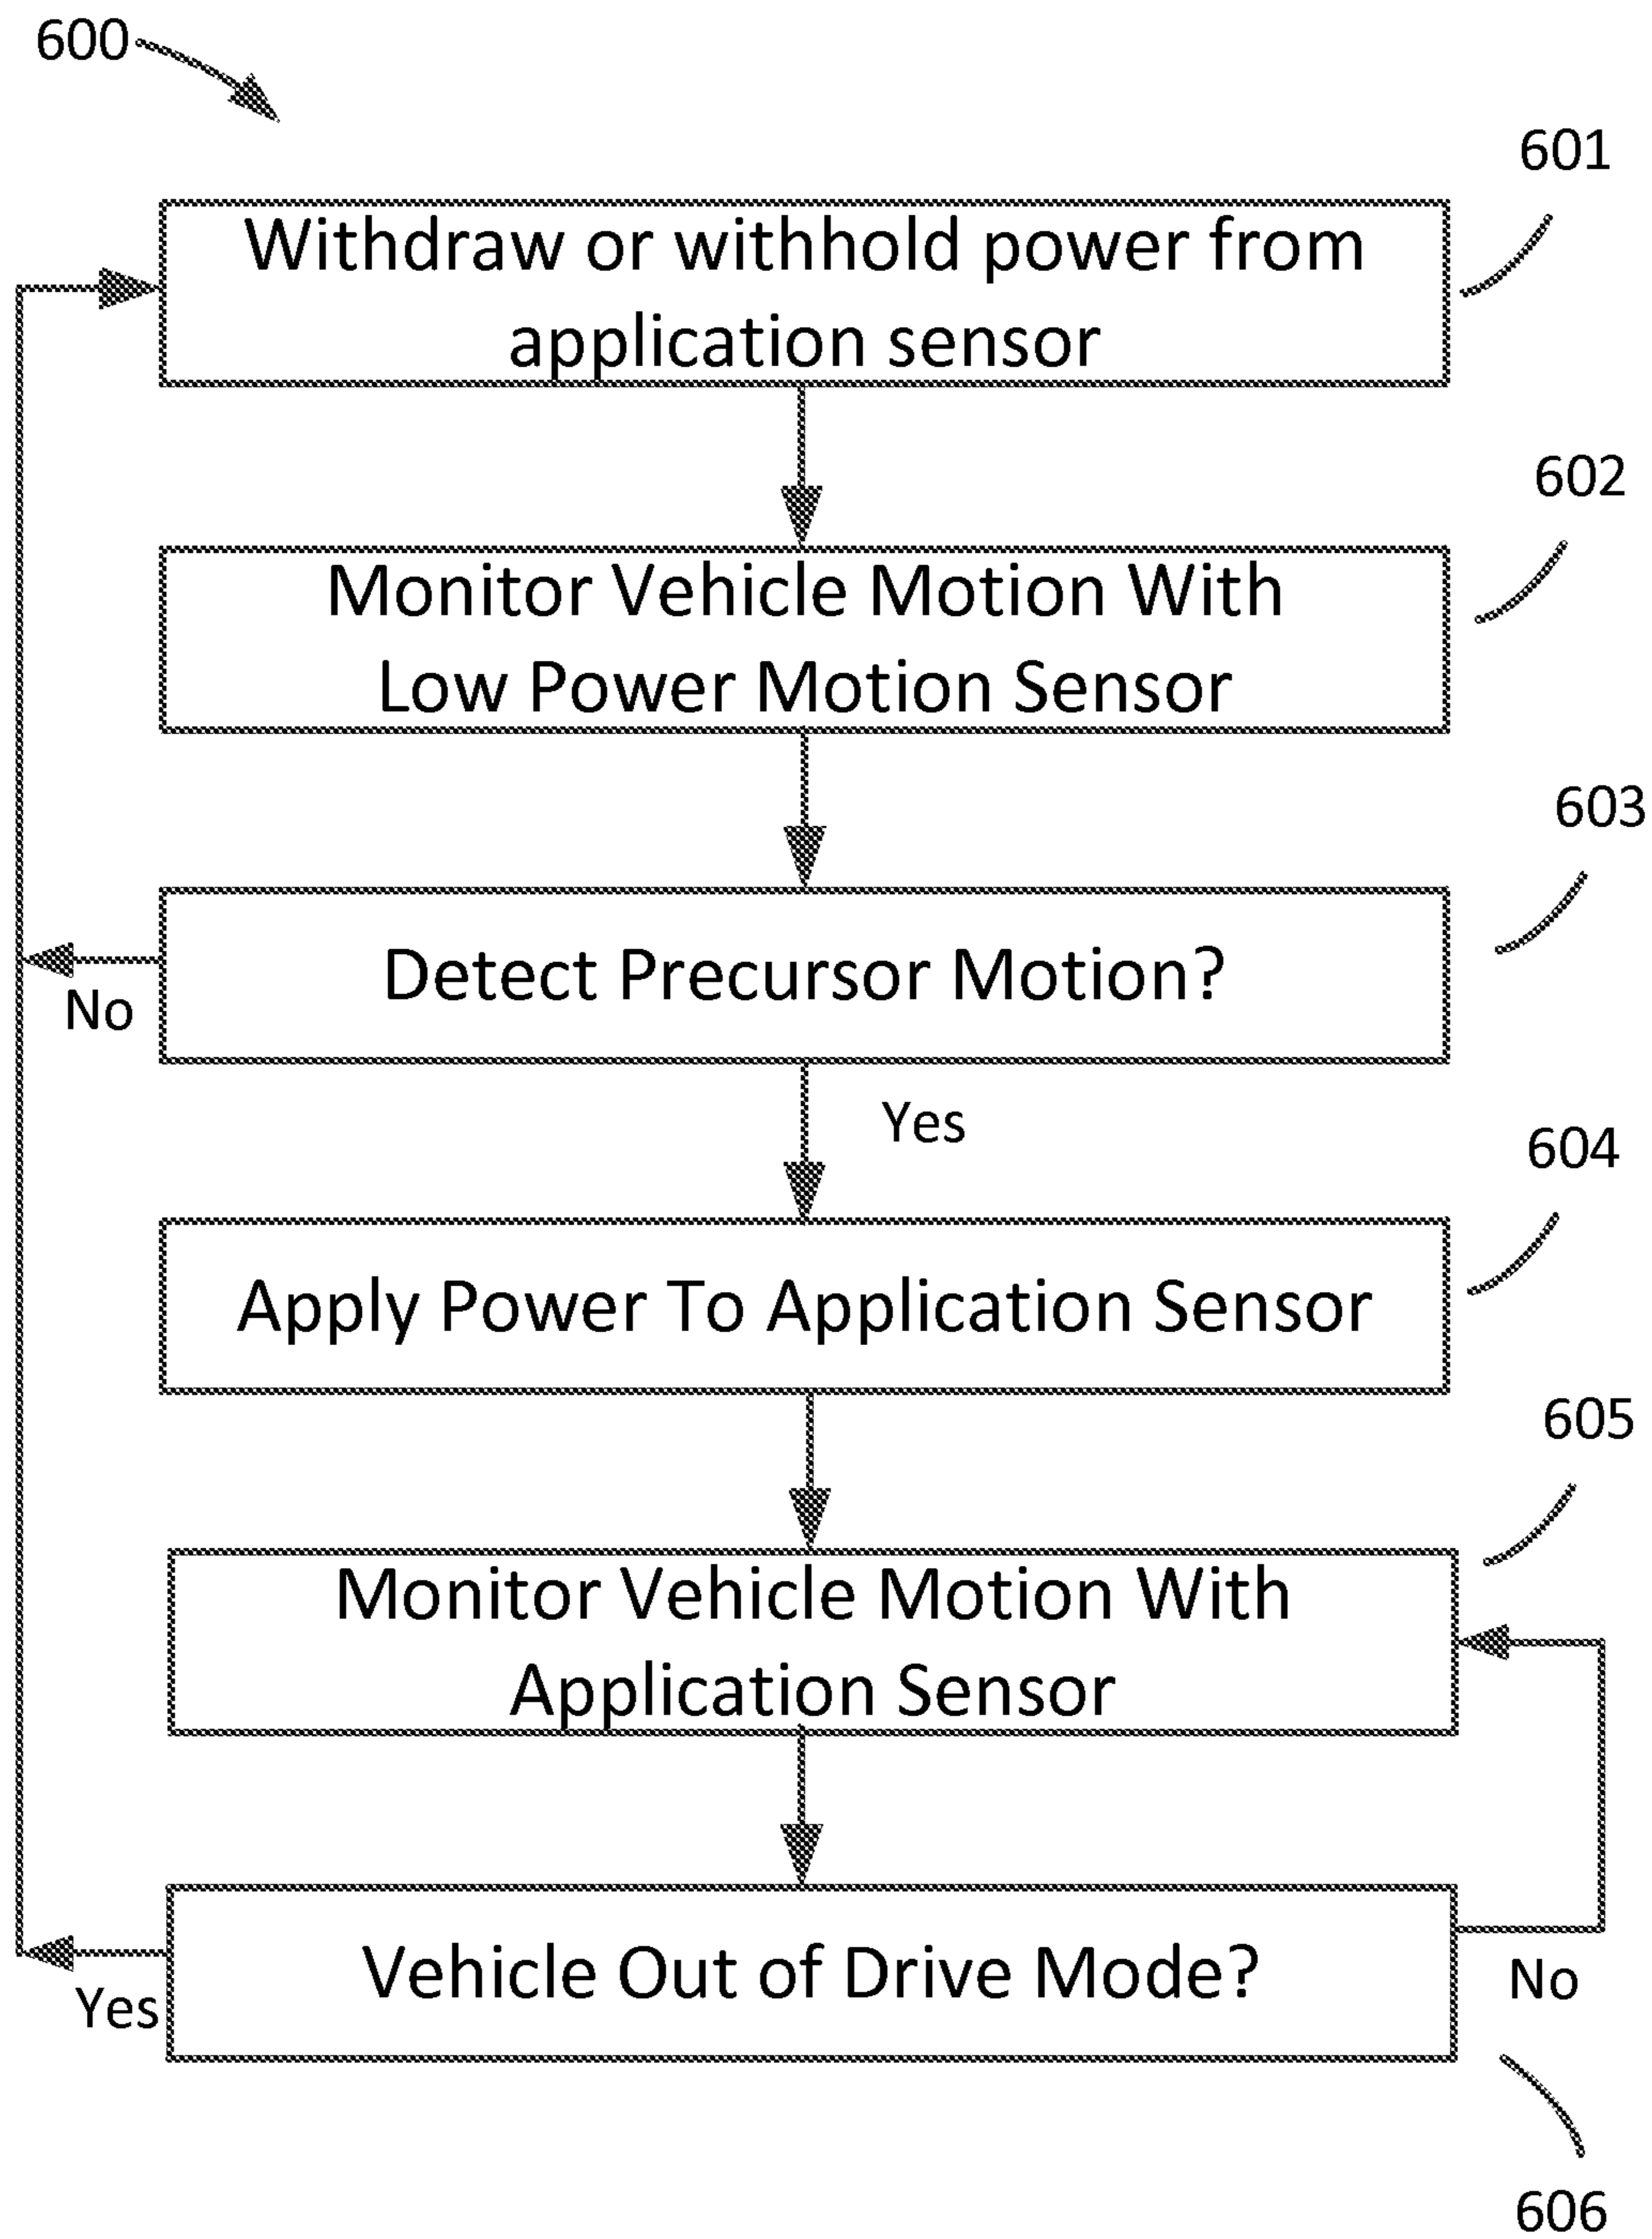 600
601
Withdraw or withhold power from
application sensor
602
Monitor Vehicle Motion With
Low Power Motion Sensor
603
Detect Precursor Motion?
No
Yes
604
Apply Power To Application Sensor
605
Monitor Vehicle Motion With
Application Sensor
Vehicle Out of Drive Mode?
Yes
No
606